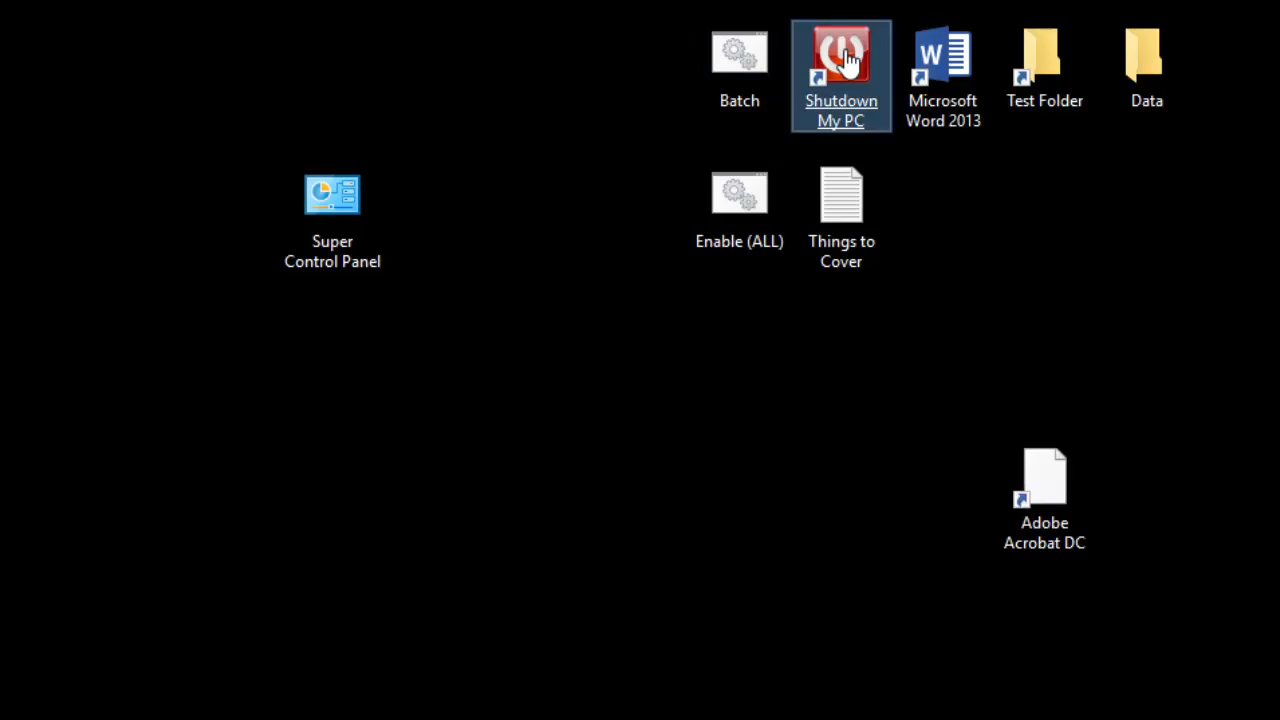 Batch
Shutdown
My PC
Microsoft
Word 2013
Test Folder
Data
Super
Control Panel
Enable (ALL)
Things to
Cover
Adobe
Acrobat DC